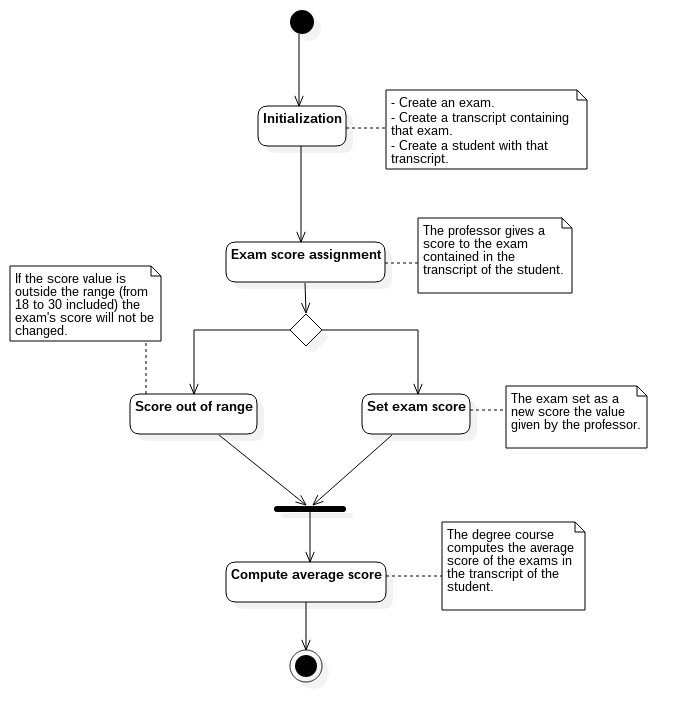 Initialization
- Create an exam.
- Create a transcript containing
that exam.
- Create a student with that
transcript.
Exam score assignment
The professor gives a
score to the exam
contained in the
transcript of the student.
If the score value is
outside the range (from
18 to 30 included) the
exam's score will not be
changed.
Score out of range
Set exam score
The exam set as a
new score the value
given by the professor.
Compute average score
The degree course
computes the average
score of the exams in
the transcript of the
student.